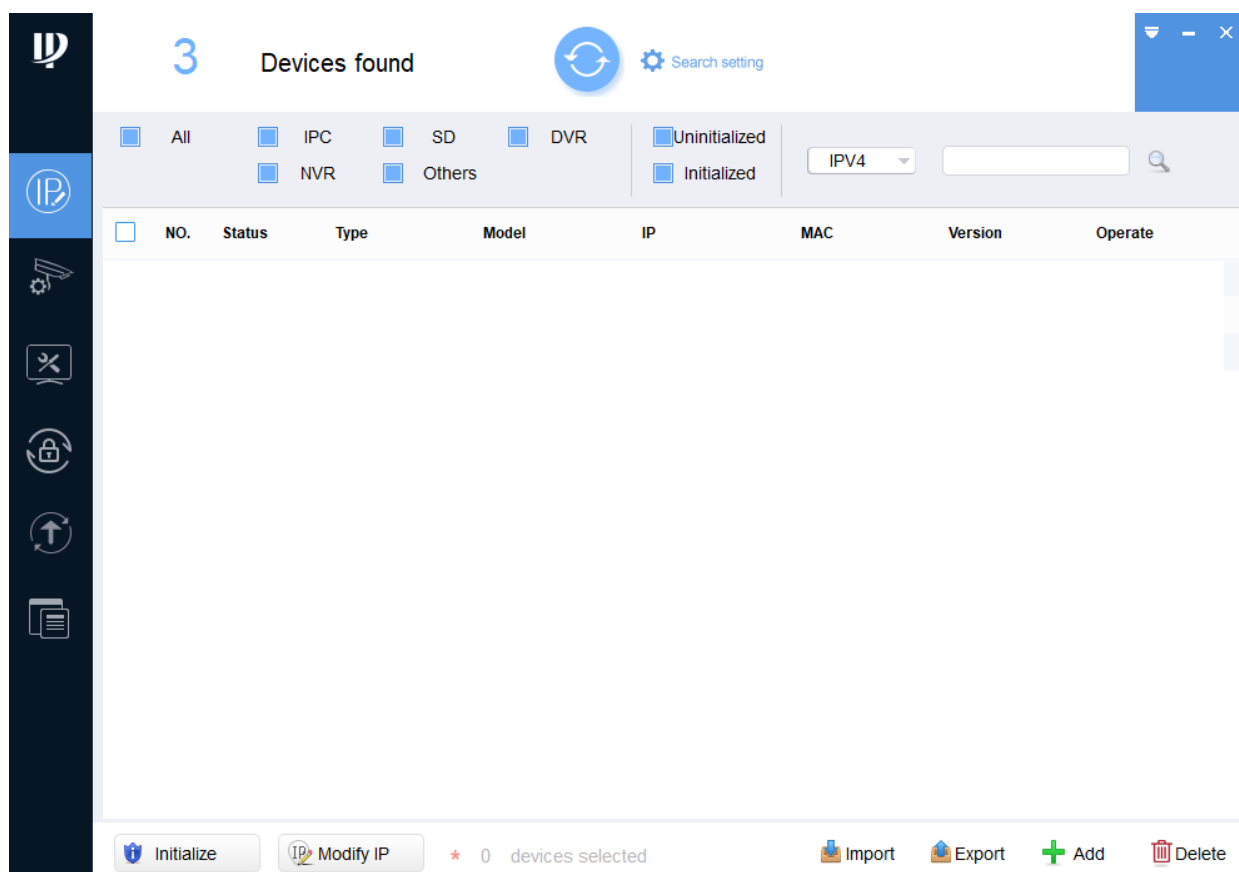 3 Devices found Search setting
All IPC SD DVR Uninitialized
NVR Others Initialized
IPV4
NO. Status Type Model IP MAC Version Operate
Initialize Modify IP * 0 devices selected Import Export Add Delete